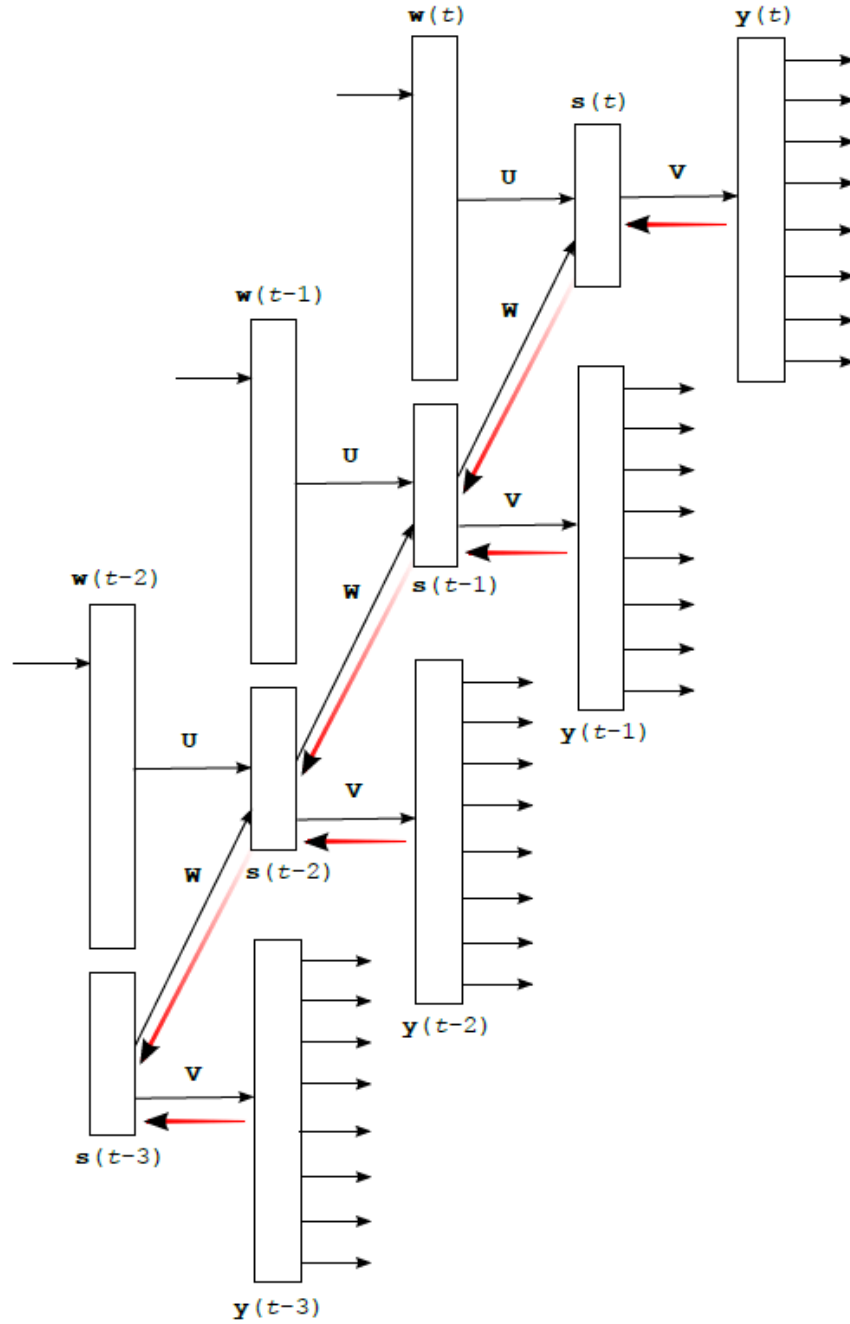 w(t)
y(t)
s(t)
U
V
w(t-1)
W
U
V
w(t-2)
s(t-1)
W
y(t-1)
U
V
s(t-2)
W
y(t-2)
V
s(t-3)
y(t-3)